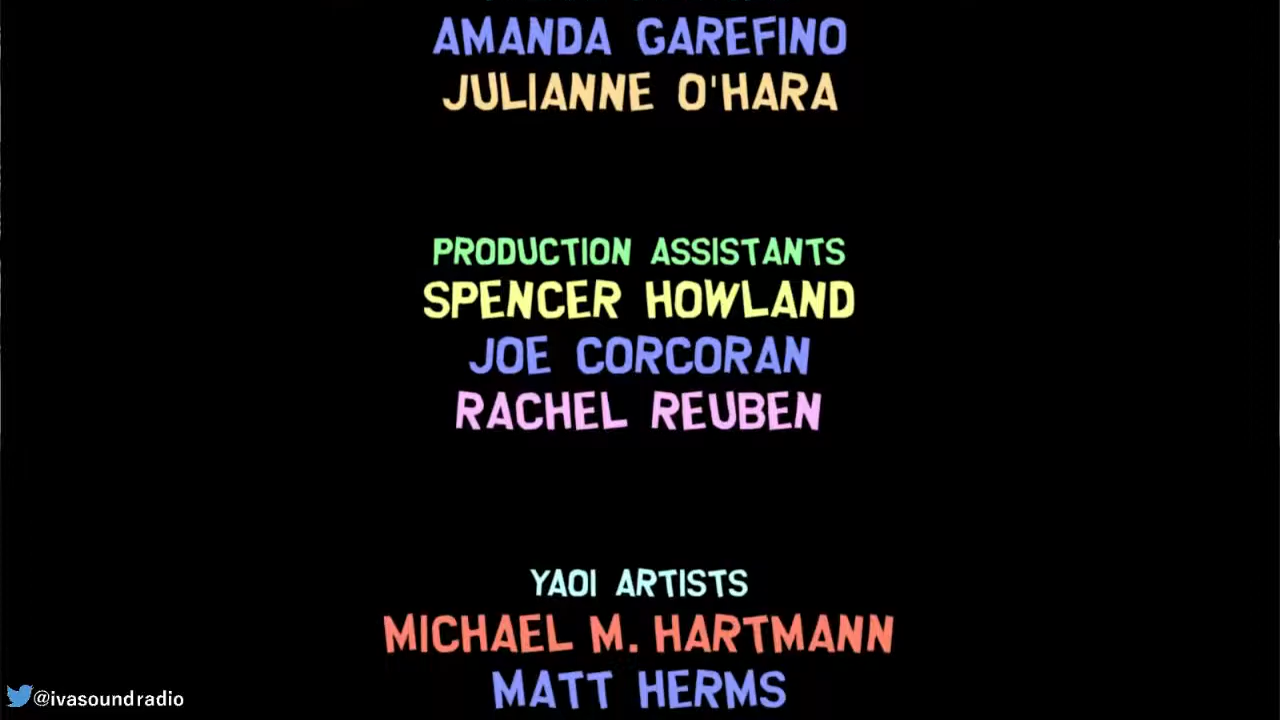 AMANDA GAREFINO
JULIANNE O'HARA
PRODUCTION ASSISTANTS
SPENCER HOWLAND
JOE CORCORAN
RACHEL REUBEN
YAOI ARTISTS
MICHAEL M. HARTMANN
MATT HERMS
@ivasoundradio